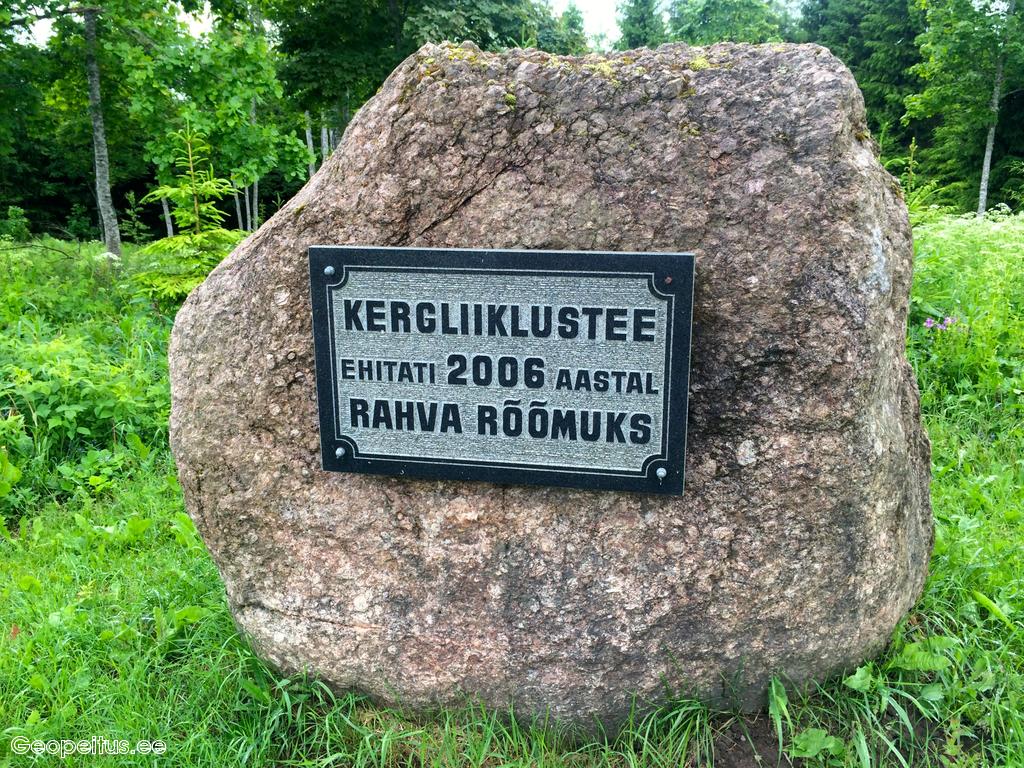 KERGLIIKLUSTEE
EHITATI 2006 AASTAL
RAHVA RÕÕMUKS
Geopeitus.ee